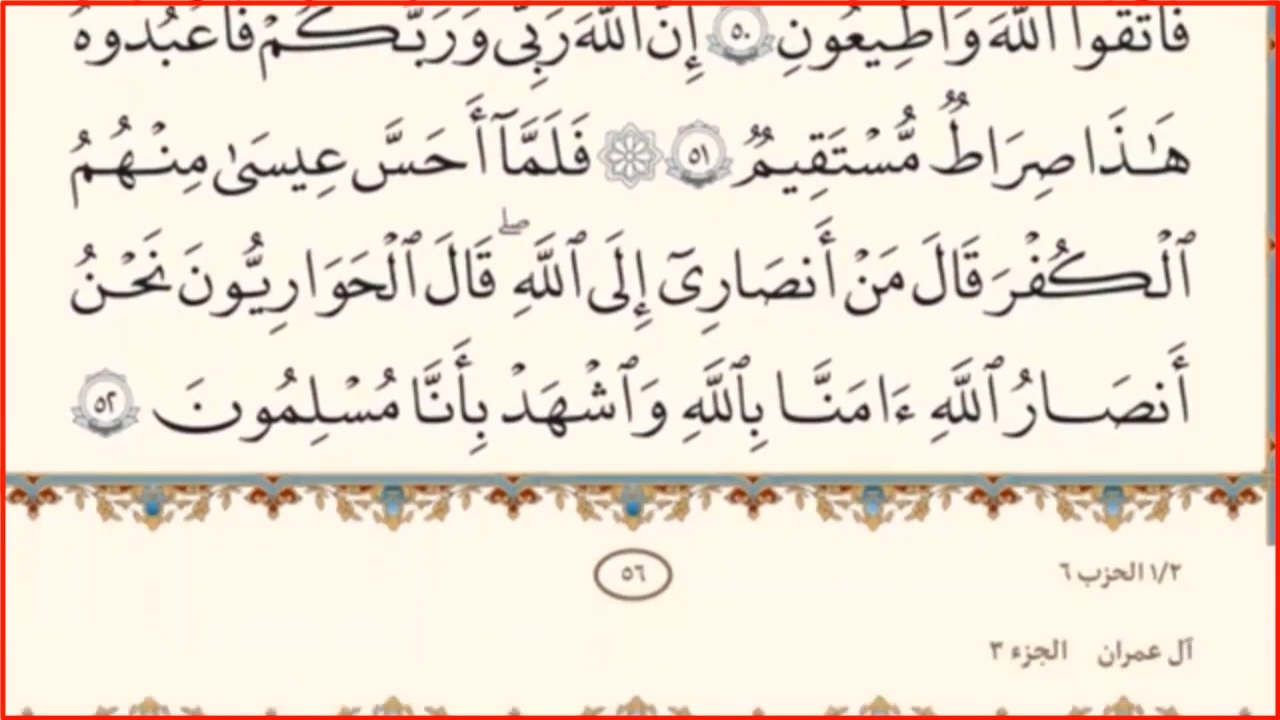 فَاتَّقُوا اللَّهَ وَأَطِيعُونِ ٥٠ إِنَّ اللَّهَ رَبِّي وَرَبُّكُمْ فَاعْبُدُوهُ
هَٰذَا صِرَاطٌ مُّسْتَقِيمٌ ٥١ ۞ فَلَمَّآ أَحَسَّ عِيسَىٰ مِنْهُمُ
ٱلْكُفْرَ قَالَ مَنْ أَنصَارِىٓ إِلَى ٱللَّهِ ۖ قَالَ ٱلْحَوَارِيُّونَ نَحْنُ
أَنصَارُ ٱللَّهِ ءَامَنَّا بِٱللَّهِ وَٱشْهَدْ بِأَنَّا مُسْلِمُونَ ٥٢
١/٢ الحزب ٦
٥٦
آل عمران الجزء ٣